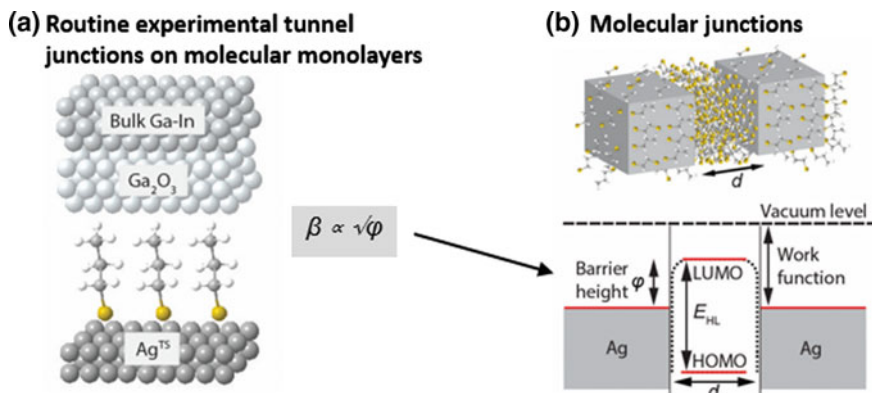 (a) Routine experimental tunnel
junctions on molecular monolayers
Bulk Ga-In
Ga₂O₃
Agᵀˢ
β ∝ √φ
(b) Molecular junctions
d
Vacuum level
Barrier
height φ
LUMO
Work
function
E_HL
Ag
HOMO
Ag
d